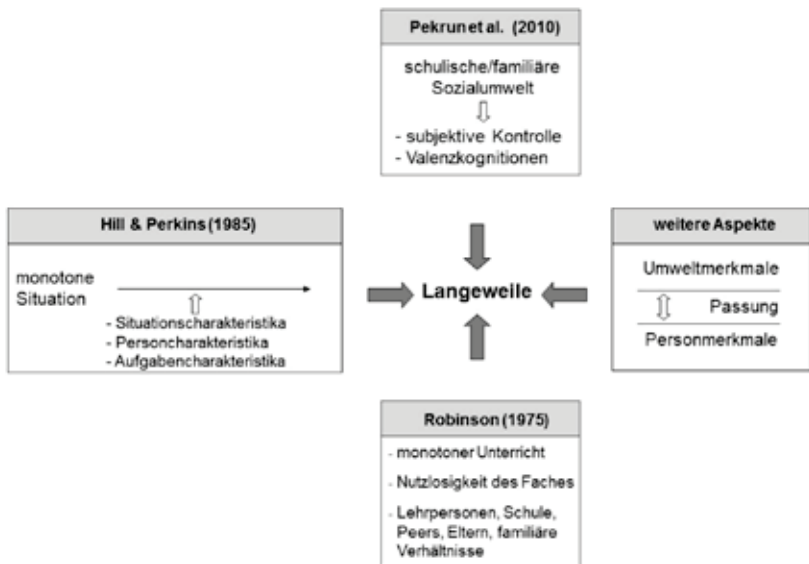 Pekrun et al. (2010)
schulische/familiäre
Sozialumwelt
- subjektive Kontrolle
- Valenzkognitionen
Hill & Perkins (1985)
monotone
Situation
- Situationscharakteristika
- Personcharakteristika
- Aufgabencharakteristika
Langeweile
weitere Aspekte
Umweltmerkmale
Passung
Personmerkmale
Robinson (1975)
- monotoner Unterricht
- Nutzlosigkeit des Faches
- Lehrpersonen, Schule,
Peers, Eltern, familiäre
Verhältnisse